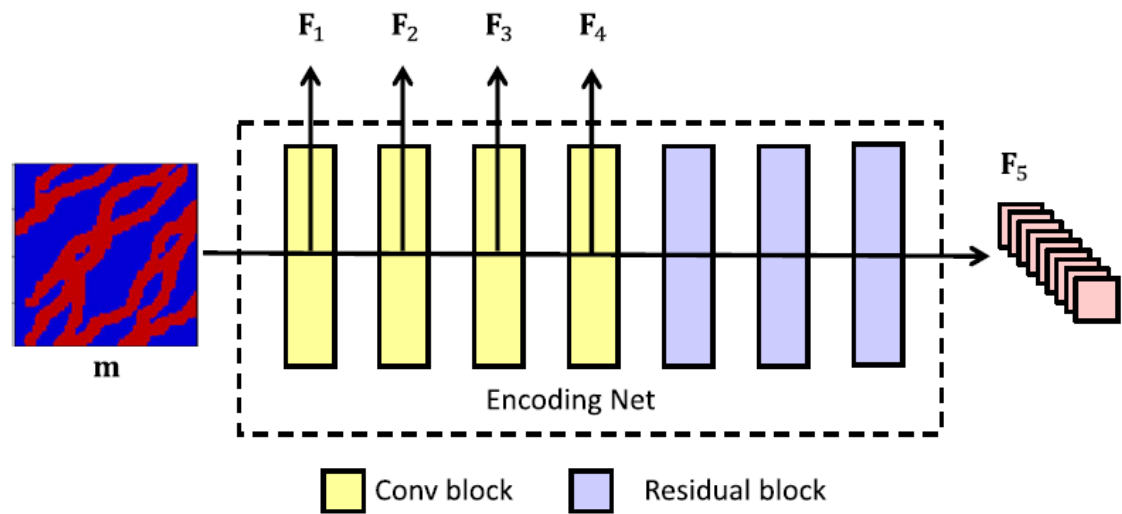 F₁ F₂ F₃ F₄
F₅
m
Encoding Net
Conv block Residual block